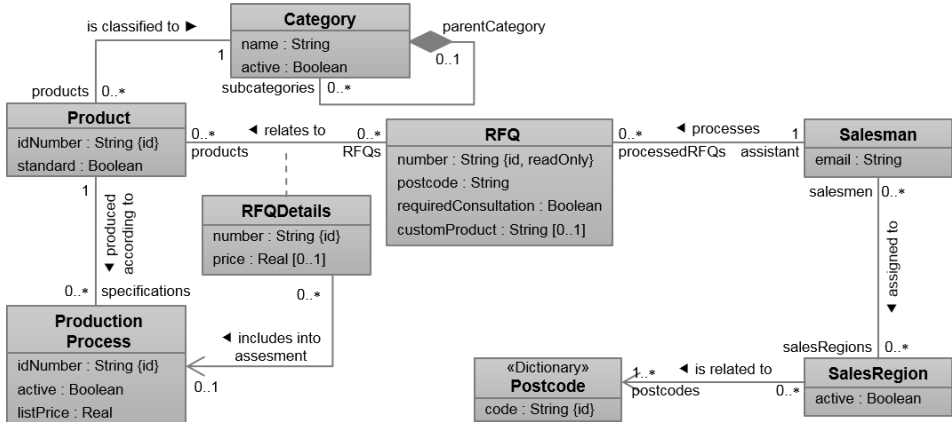 Category
name : String
active : Boolean
is classified to ►
parentCategory
0..1
1
subcategories
0..*
products
0..*
Product
idNumber : String {id}
standard : Boolean
0..*
◄ relates to
0..*
products
RFQs
RFQ
number : String {id, readOnly}
postcode : String
requiredConsultation : Boolean
customProduct : String [0..1]
0..*
◄ processes
1
processedRFQs
assistant
Salesman
email : String
salesmen
0..*
1
◄ produced
according to
RFQDetails
number : String {id}
price : Real [0..1]
0..*
◄ assigned to
0..*
specifications
Production
Process
idNumber : String {id}
active : Boolean
listPrice : Real
◄ includes into
assesment
0..1
salesRegions
0..*
«Dictionary»
Postcode
code : String {id}
1..*
◄ is related to
postcodes
0..*
SalesRegion
active : Boolean